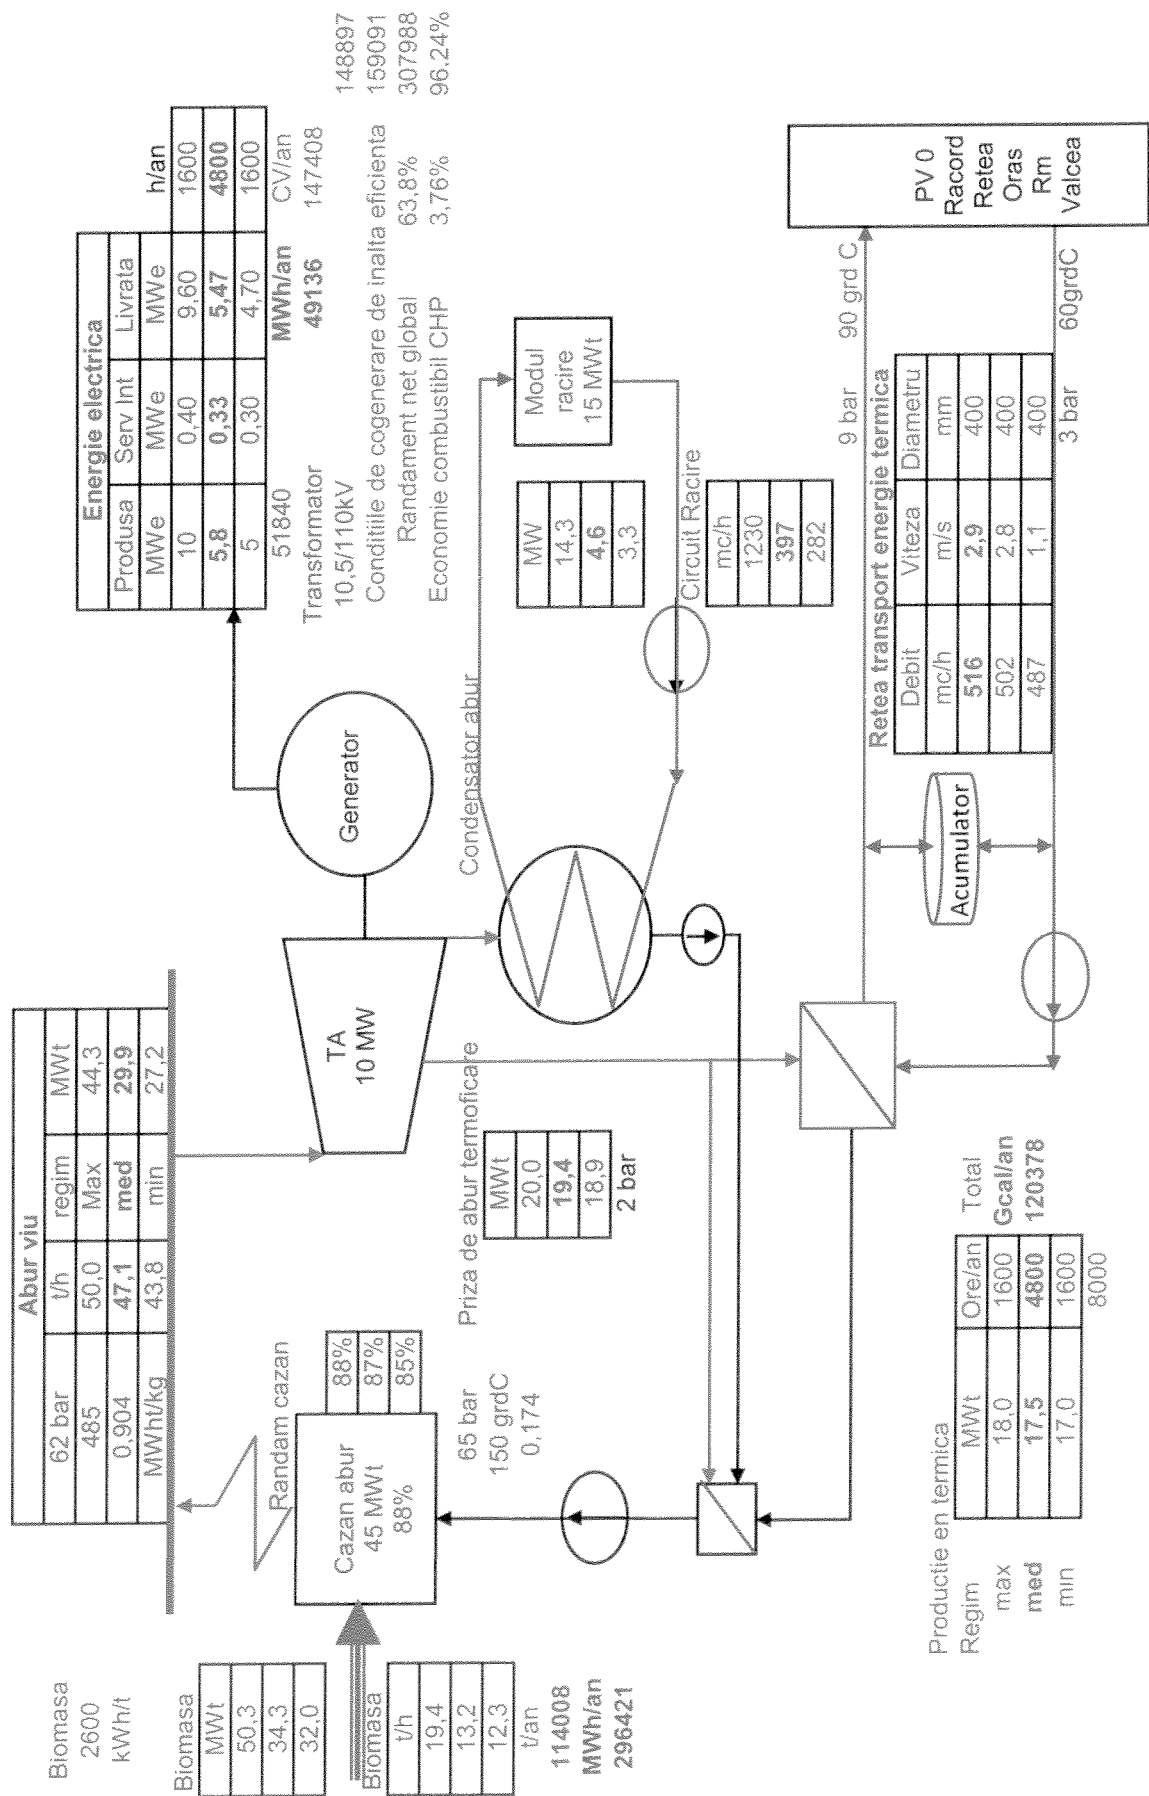 Abur viu
62 bar t/h regim MWt
485 50,0 Max 44,3
0,904 47,1 med 29,9
MWht/kg 43,8 min 27,2
Energie electrica
Produsa Serv Int Livrata h/an
MWe MWe MWe
10 0,40 9,60 1600
5,8 0,33 5,47 4800
5 0,30 4,70 1600
51840 MWh/an CV/an
49136 147408 148897
Transformator
10,5/110kV
Conditiile de cogenerare de inalta eficienta 159091
Randament net global 63,8% 307988
Economie combustibil CHP 3,76% 96,24%
Biomasa
2600
kWh/t
Biomasa
MWt
50,3
34,3
32,0
Biomasa
t/h
19,4
13,2
12,3
t/an
114008
MWh/an
296421
Randam cazan
Cazan abur
45 MWt
88%
88%
87%
85%
65 bar
150 grdC
0,174
TA
10 MW
Generator
Priza de abur termoficare
MWt
20,0
19,4
18,9
2 bar
Condensator abur
Modul
racire
15 MWt
MW
14,3
4,6
3,3
Circuit Racire
mc/h
1230
397
282
9 bar 90 grd C
Retea transport energie termica
Debit Viteza Diametru
mc/h m/s mm
516 2,9 400
502 2,8 400
487 1,1 400
3 bar 60grdC
PV 0
Racord
Retea
Oras
Rm
Valcea
Acumulator
Productie en termica
Regim MWt Ore/an Total
max 18,0 1600 Gcal/an
med 17,5 4800 120378
min 17,0 1600
8000